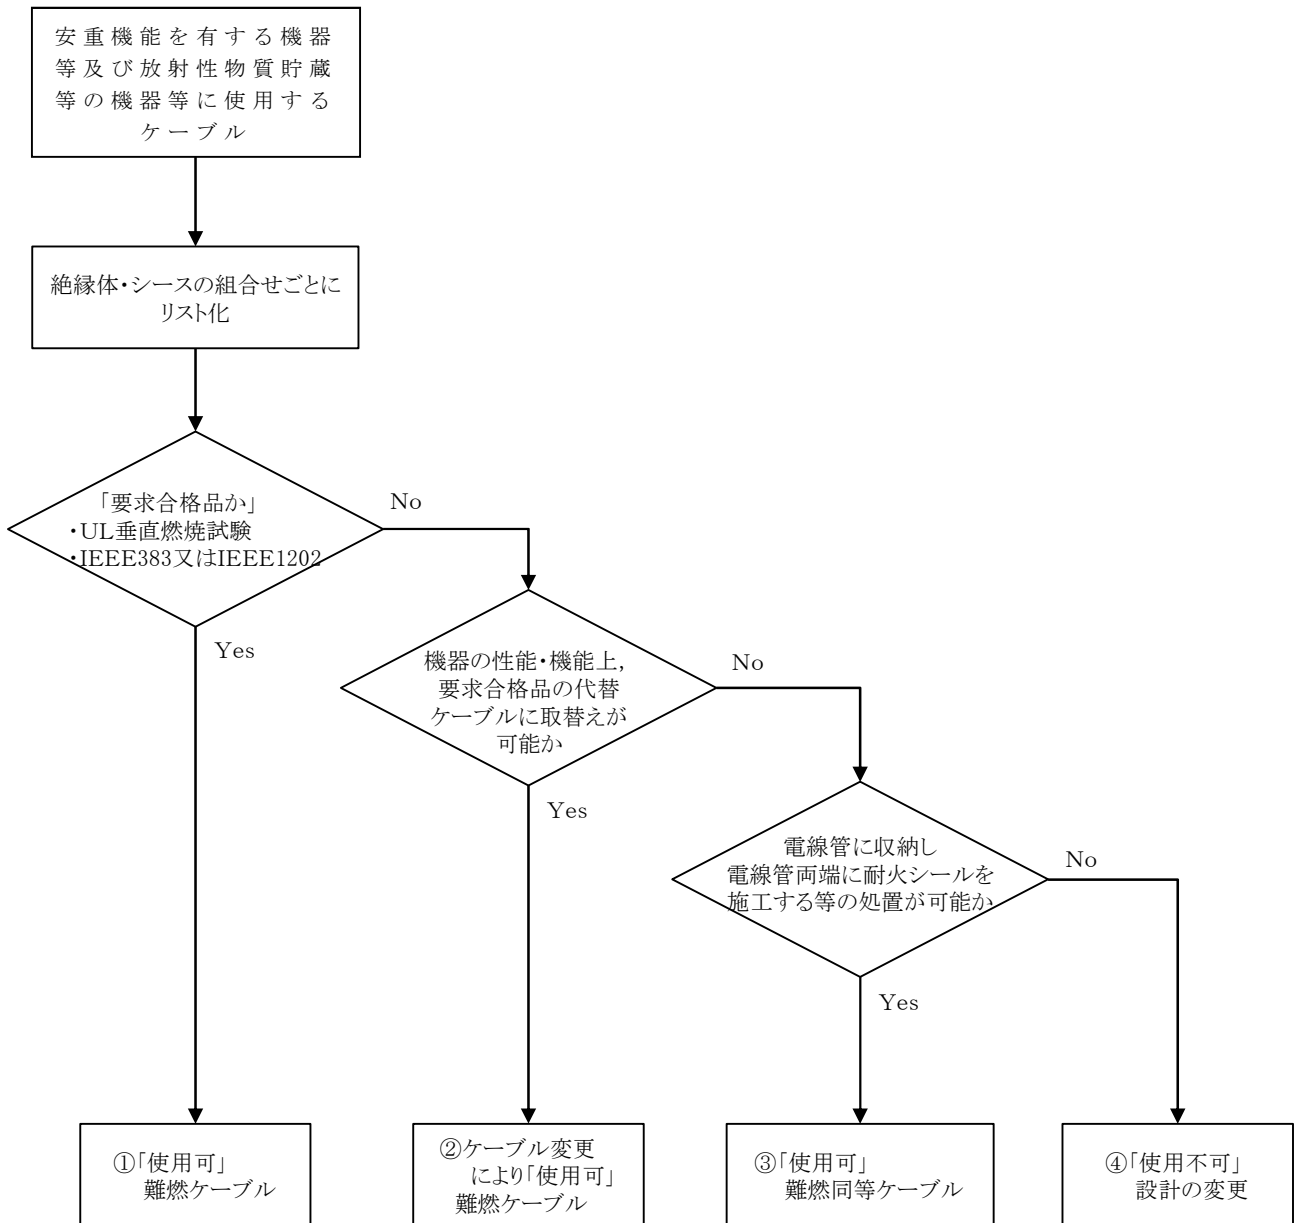 安重機能を有する機器
等及び放射性物質貯蔵
等の機器等に使用する
ケーブル
絶縁体・シースの組合せごとに
リスト化
「要求合格品か」
・UL垂直燃焼試験
・IEEE383又はIEEE1202
No
Yes
機器の性能・機能上,
要求合格品の代替
ケーブルに取替えが
可能か
No
Yes
電線管に収納し
電線管両端に耐火シールを
施工する等の処置が可能か
No
Yes
①「使用可」
難燃ケーブル
②ケーブル変更
により「使用可」
難燃ケーブル
③「使用可」
難燃同等ケーブル
④「使用不可」
設計の変更